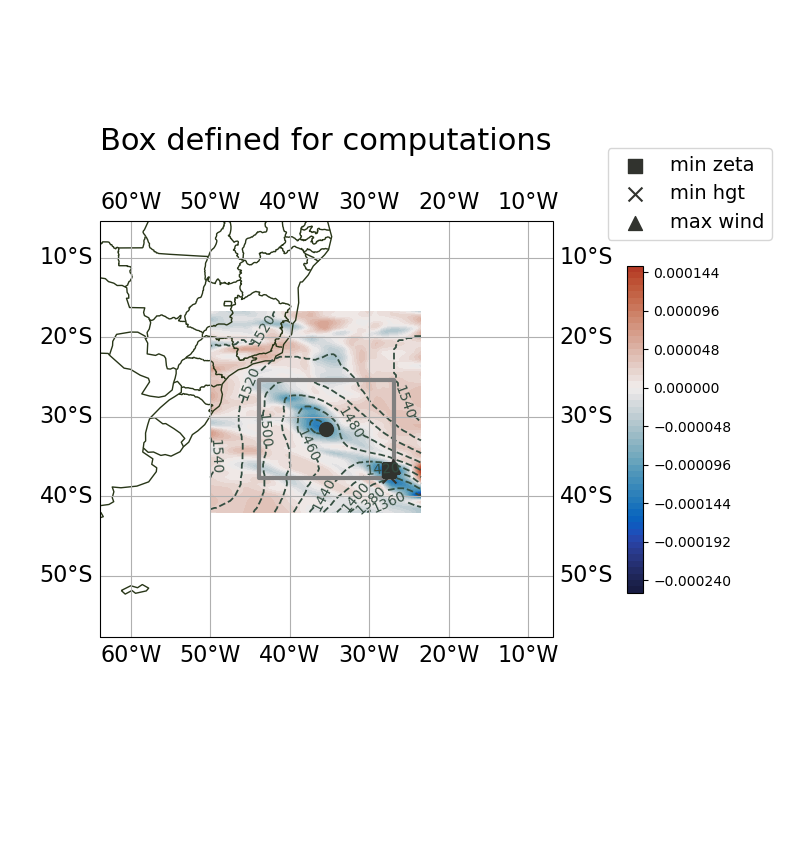 Box defined for computations
min zeta
min hgt
max wind
60°W 50°W 40°W 30°W 20°W 10°W
10°S 10°S
20°S 20°S
30°S 30°S
40°S 40°S
50°S 50°S
60°W 50°W 40°W 30°W 20°W 10°W
1520
1520
1540
1500
1480
1460
1540
1440
1400
1380
1360
0.000144
0.000096
0.000048
0.000000
−0.000048
−0.000096
−0.000144
−0.000192
−0.000240